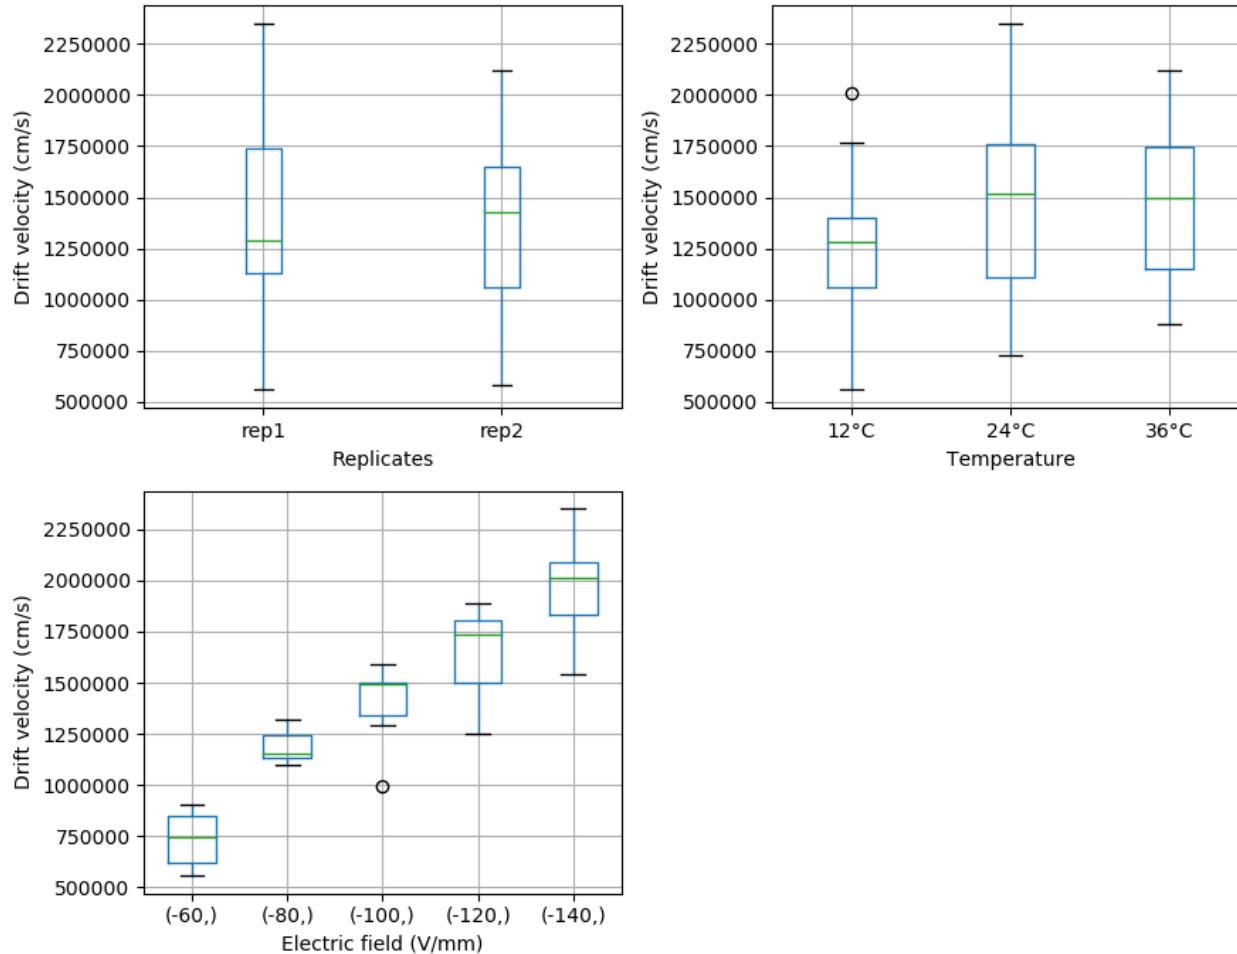 Drift velocity (cm/s)
2250000
2000000
1750000
1500000
1250000
1000000
750000
500000
rep1 rep2
Replicates
Drift velocity (cm/s)
2250000
2000000
1750000
1500000
1250000
1000000
750000
500000
12°C 24°C 36°C
Temperature
Drift velocity (cm/s)
2250000
2000000
1750000
1500000
1250000
1000000
750000
500000
(-60,) (-80,) (-100,) (-120,) (-140,)
Electric field (V/mm)